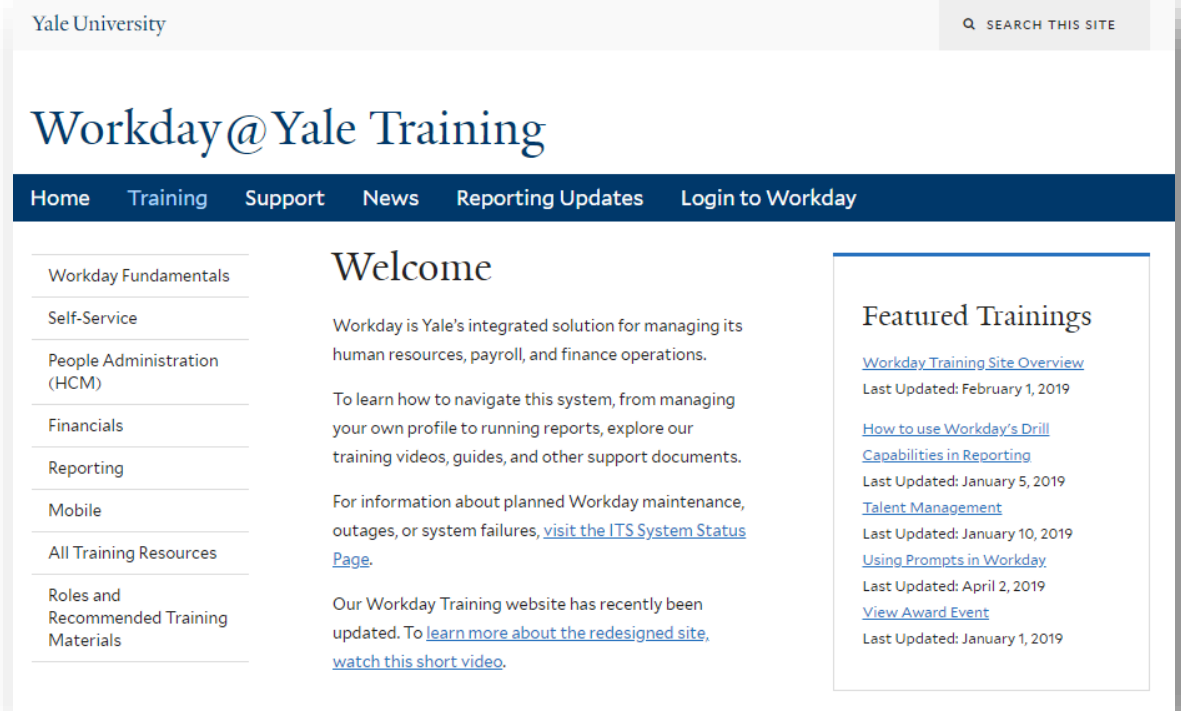 Yale University
SEARCH THIS SITE
Workday@Yale Training
Home Training Support News Reporting Updates Login to Workday
Workday Fundamentals
Self-Service
People Administration
(HCM)
Financials
Reporting
Mobile
All Training Resources
Roles and
Recommended Training
Materials
Welcome
Workday is Yale’s integrated solution for managing its
human resources, payroll, and finance operations.
To learn how to navigate this system, from managing
your own profile to running reports, explore our
training videos, guides, and other support documents.
For information about planned Workday maintenance,
outages, or system failures, visit the ITS System Status
Page.
Our Workday Training website has recently been
updated. To learn more about the redesigned site,
watch this short video.
Featured Trainings
Workday Training Site Overview
Last Updated: February 1, 2019
How to use Workday’s Drill
Capabilities in Reporting
Last Updated: January 5, 2019
Talent Management
Last Updated: January 10, 2019
Using Prompts in Workday
Last Updated: April 2, 2019
View Award Event
Last Updated: January 1, 2019